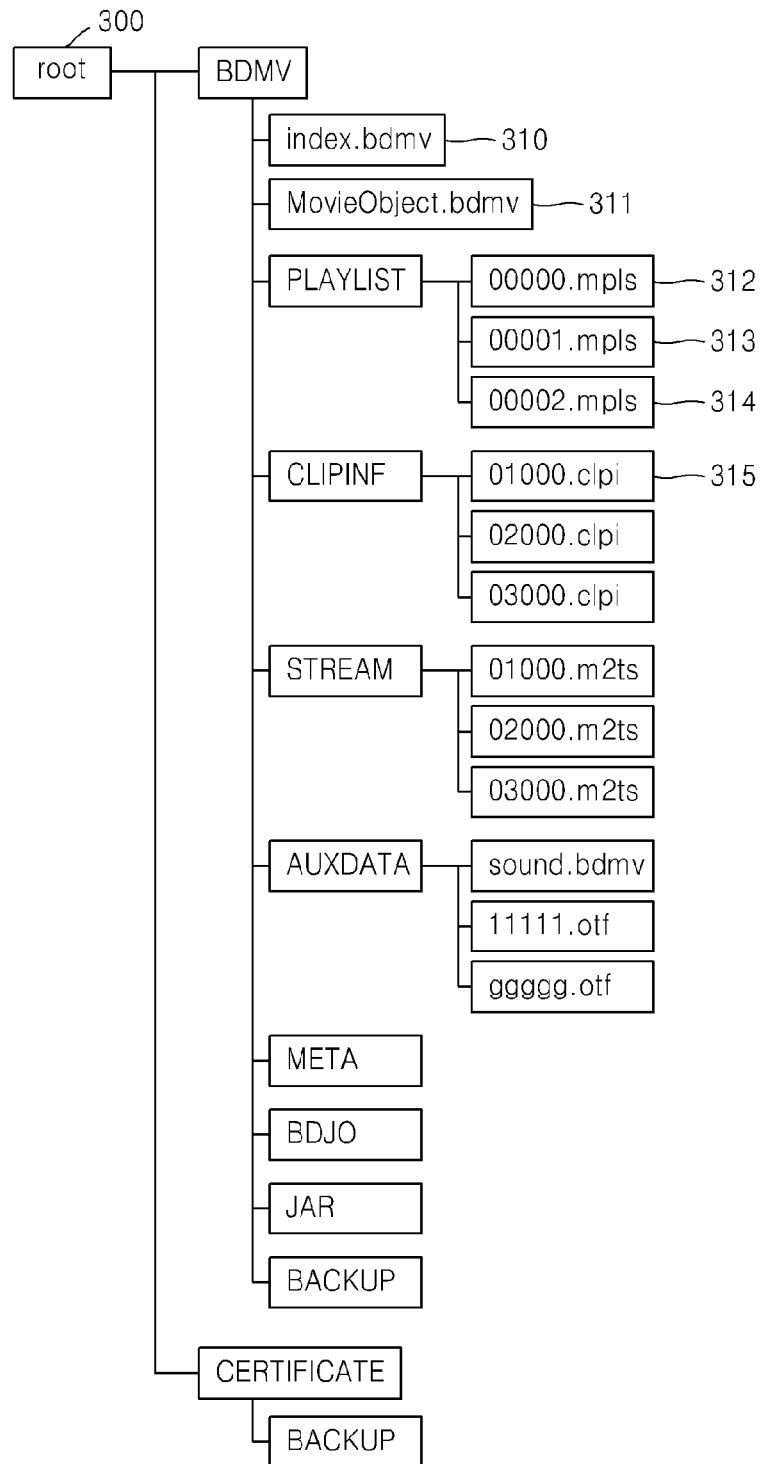 300
root
BDMV
index.bdmv 310
MovieObject.bdmv 311
PLAYLIST 00000.mpls 312
00001.mpls 313
00002.mpls 314
CLIPINF 01000.clpi 315
02000.clpi
03000.clpi
STREAM 01000.m2ts
02000.m2ts
03000.m2ts
AUXDATA sound.bdmv
11111.otf
ggggg.otf
META
BDJO
JAR
BACKUP
CERTIFICATE
BACKUP